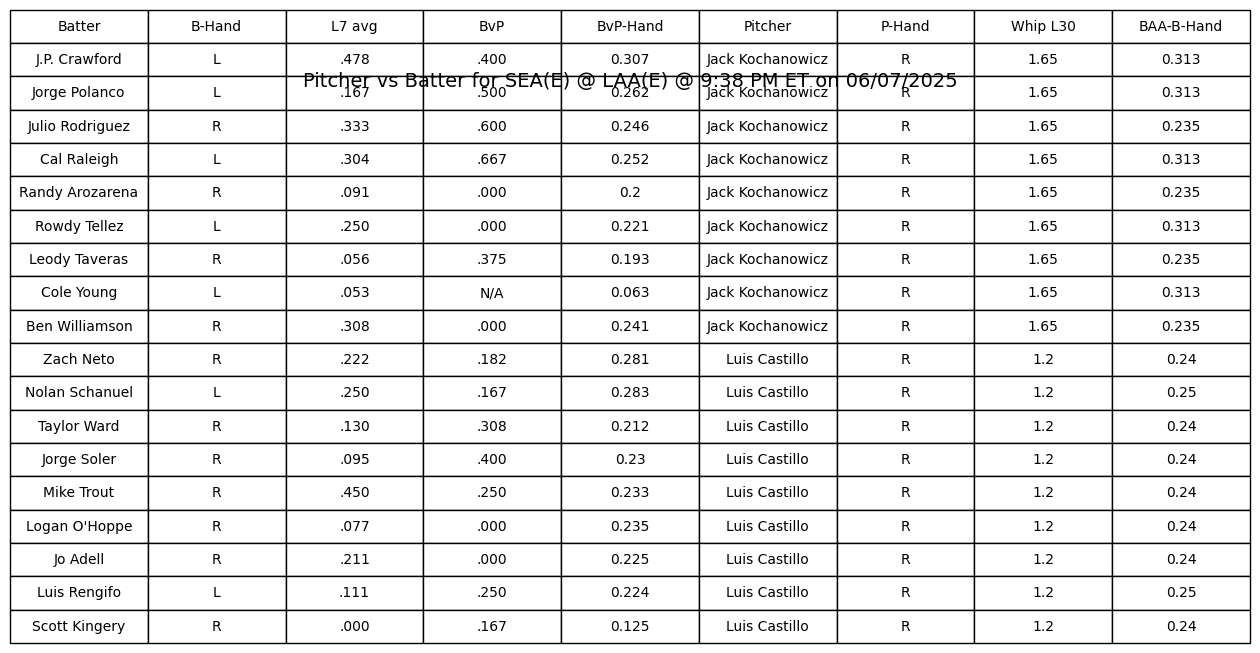 Batter B-Hand L7 avg BvP BvP-Hand Pitcher P-Hand Whip L30 BAA-B-Hand
J.P. Crawford L .478 .400 0.307 Jack Kochanowicz R 1.65 0.313
Pitcher vs Batter for SEA(E) @ LAA(E) @ 9:38 PM ET on 06/07/2025
Jorge Polanco L .167 .500 0.262 Jack Kochanowicz R 1.65 0.313
Julio Rodriguez R .333 .600 0.246 Jack Kochanowicz R 1.65 0.235
Cal Raleigh L .304 .667 0.252 Jack Kochanowicz R 1.65 0.313
Randy Arozarena R .091 .000 0.2 Jack Kochanowicz R 1.65 0.235
Rowdy Tellez L .250 .000 0.221 Jack Kochanowicz R 1.65 0.313
Leody Taveras R .056 .375 0.193 Jack Kochanowicz R 1.65 0.235
Cole Young L .053 N/A 0.063 Jack Kochanowicz R 1.65 0.313
Ben Williamson R .308 .000 0.241 Jack Kochanowicz R 1.65 0.235
Zach Neto R .222 .182 0.281 Luis Castillo R 1.2 0.24
Nolan Schanuel L .250 .167 0.283 Luis Castillo R 1.2 0.25
Taylor Ward R .130 .308 0.212 Luis Castillo R 1.2 0.24
Jorge Soler R .095 .400 0.23 Luis Castillo R 1.2 0.24
Mike Trout R .450 .250 0.233 Luis Castillo R 1.2 0.24
Logan O'Hoppe R .077 .000 0.235 Luis Castillo R 1.2 0.24
Jo Adell R .211 .000 0.225 Luis Castillo R 1.2 0.24
Luis Rengifo L .111 .250 0.224 Luis Castillo R 1.2 0.25
Scott Kingery R .000 .167 0.125 Luis Castillo R 1.2 0.24